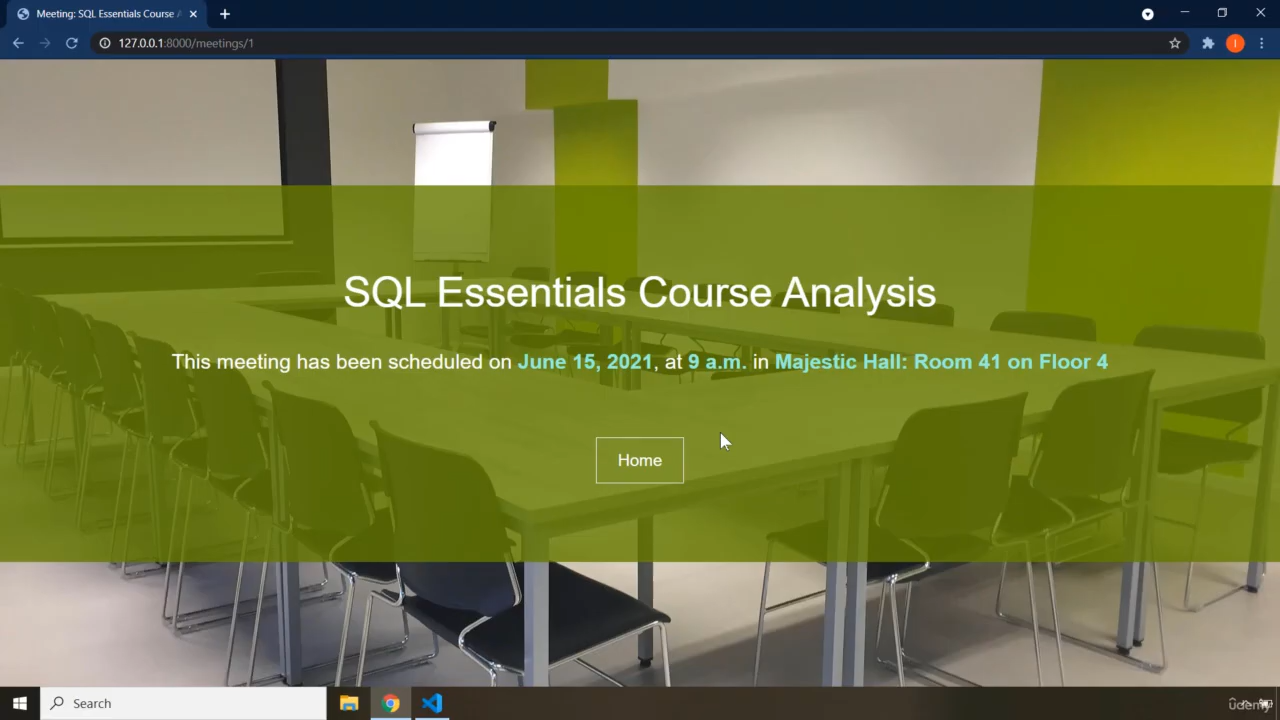 Meeting: SQL Essentials Course A
127.0.0.1:8000/meetings/1
I
SQL Essentials Course Analysis
This meeting has been scheduled on June 15, 2021, at 9 a.m. in Majestic Hall: Room 41 on Floor 4
Home
Search
udemy